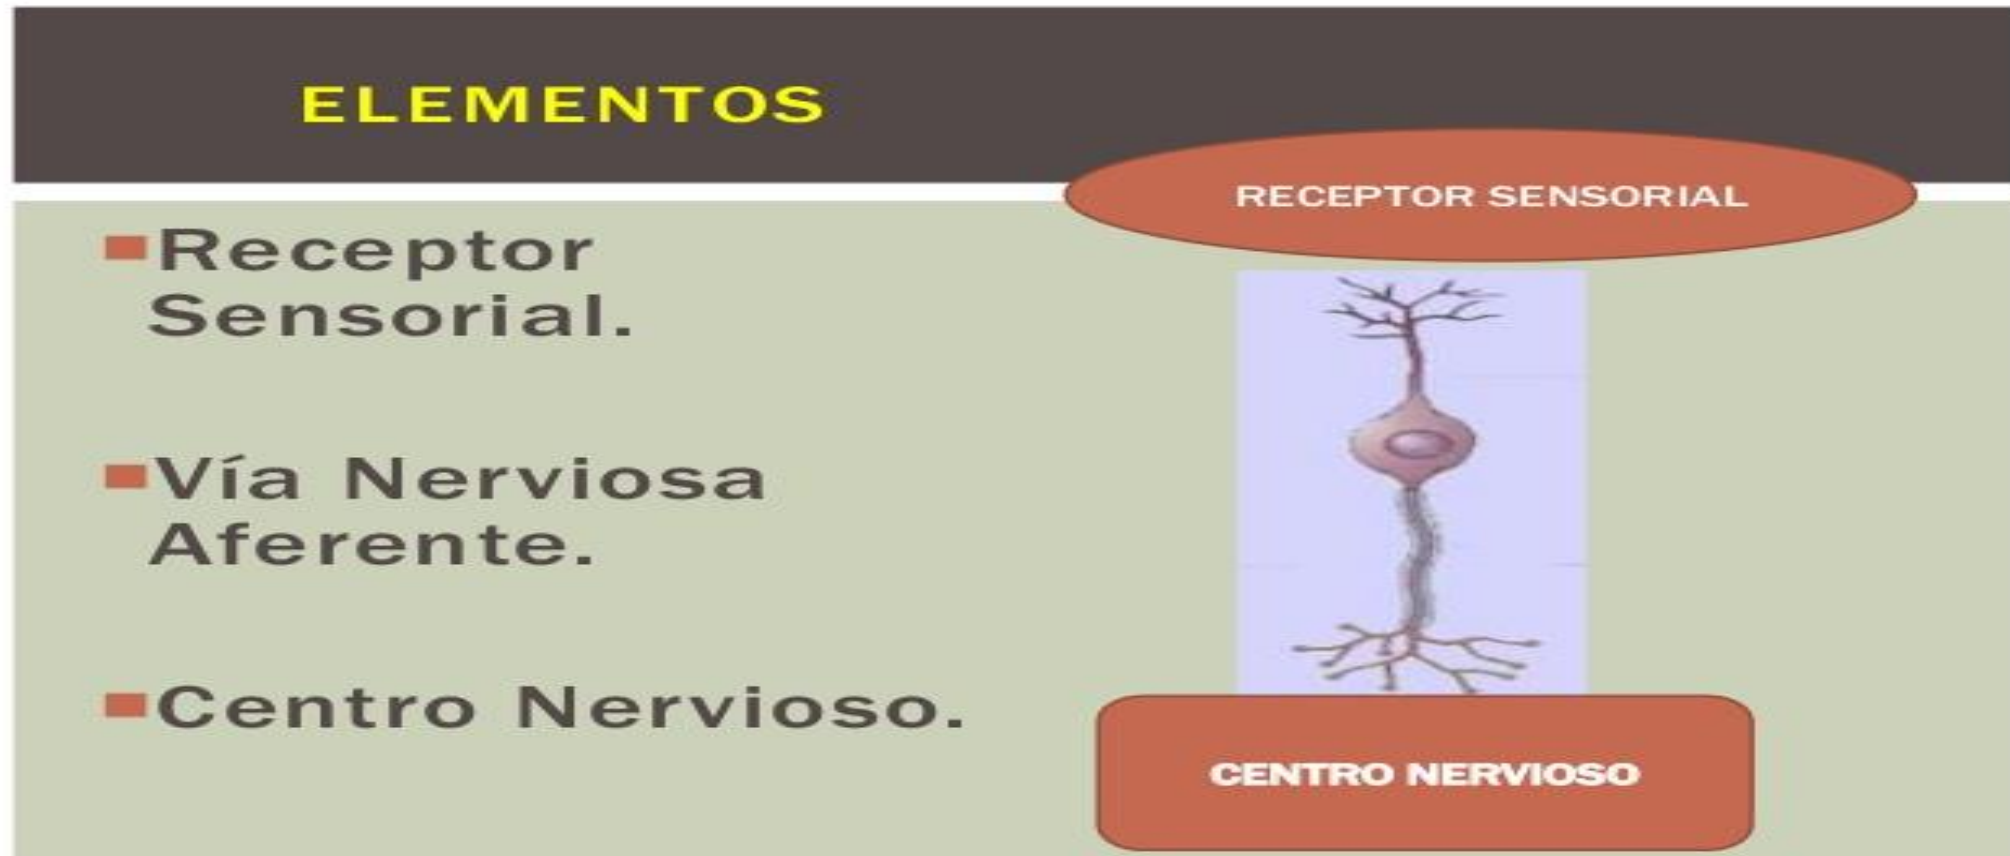 ELEMENTOS
RECEPTOR SENSORIAL
Receptor
Sensorial.
Vía Nerviosa
Aferente.
Centro Nervioso.
CENTRO NERVIOSO